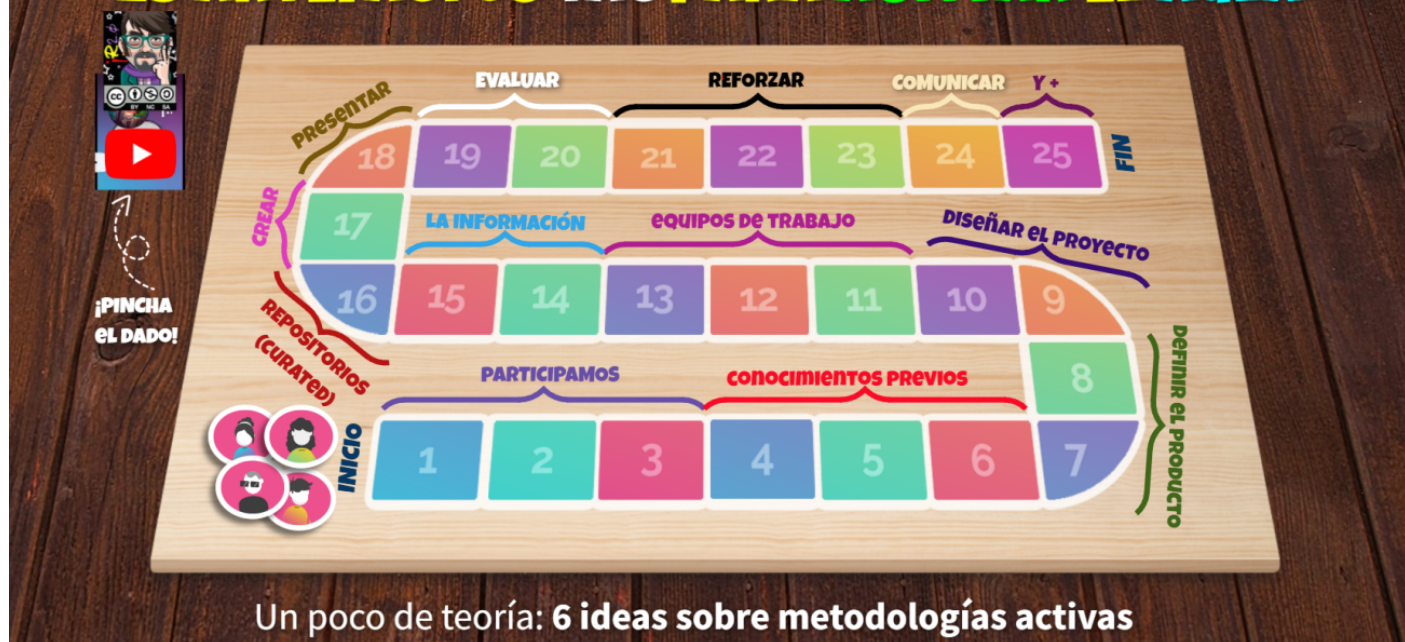 EVALUAR
REFORZAR
COMUNICAR
Y +
PRESENTAR
18
19
20
21
22
23
24
25
FIN
CREAR
17
LA INFORMACIÓN
EQUIPOS DE TRABAJO
DISEÑAR EL PROYECTO
16
15
14
13
12
11
10
9
REPOSITORIOS
(CURATED)
¡PINCHA
EL DADO!
8
DEFINIR EL PRODUCTO
PARTICIPAMOS
CONOCIMIENTOS PREVIOS
INICIO
1
2
3
4
5
6
7
BY NC SA
Un poco de teoría: 6 ideas sobre metodologías activas